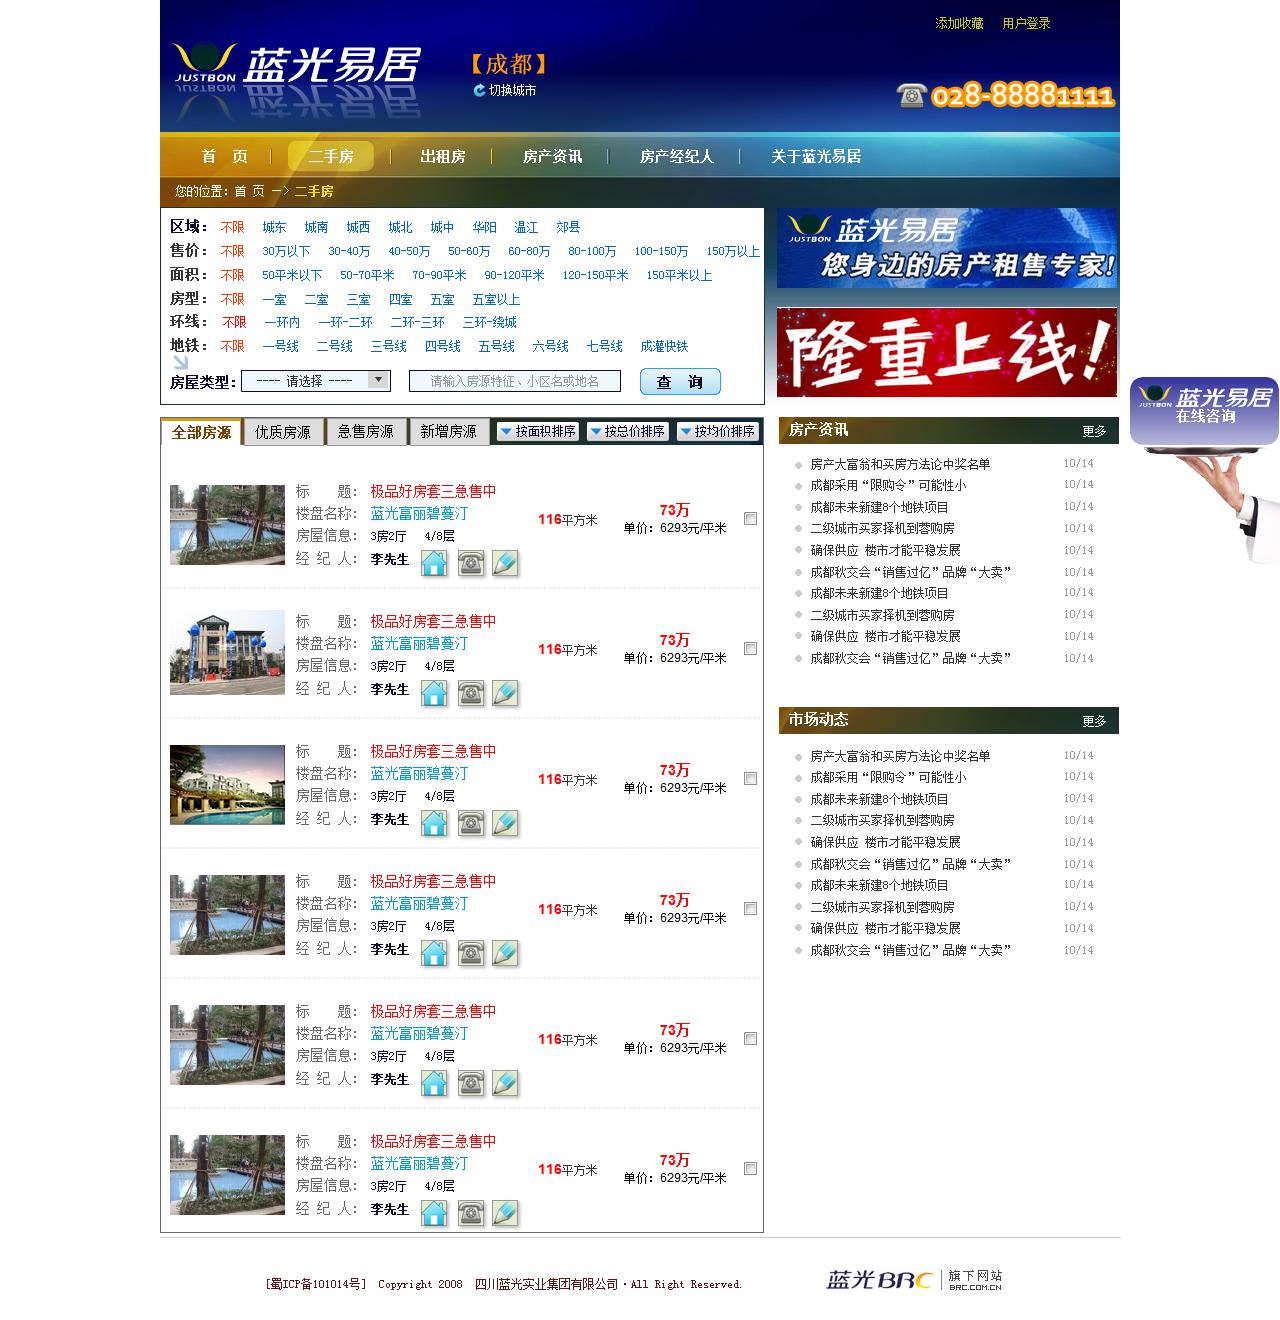 添加收藏 用户登录
JUSTBON 蓝光易居
【成都】
切换城市
028-88881111
首 页 二手房 出租房 房产资讯 房产经纪人 关于蓝光易居
您的位置：首 页 —> 二手房
区域： 不限 城东 城南 城西 城北 城中 华阳 温江 郊县
售价： 不限 30万以下 30-40万 40-50万 50-60万 60-80万 80-100万 100-150万 150万以上
面积： 不限 50平米以下 50-70平米 70-90平米 90-120平米 120-150平米 150平米以上
房型： 不限 一室 二室 三室 四室 五室 五室以上
环线： 不限 一环内 一环-二环 二环-三环 三环-绕城
地铁： 不限 一号线 二号线 三号线 四号线 五号线 六号线 七号线 成灌快铁
房屋类型： ---- 请选择 ---- 请输入房源特征、小区名或地名 查 询
JUSTBON 蓝光易居
您身边的房产租售专家!
隆重上线!
JUSTBON 蓝光易居
在线咨询
全部房源 优质房源 急售房源 新增房源 按面积排序 按总价排序 按均价排序
标 题： 极品好房套三急售中
楼盘名称： 蓝光富丽碧蔓汀
房屋信息： 3房2厅 4/8层
经 纪 人： 李先生
116平方米
73万
单价：6293元/平米
标 题： 极品好房套三急售中
楼盘名称： 蓝光富丽碧蔓汀
房屋信息： 3房2厅 4/8层
经 纪 人： 李先生
116平方米
73万
单价：6293元/平米
标 题： 极品好房套三急售中
楼盘名称： 蓝光富丽碧蔓汀
房屋信息： 3房2厅 4/8层
经 纪 人： 李先生
116平方米
73万
单价：6293元/平米
标 题： 极品好房套三急售中
楼盘名称： 蓝光富丽碧蔓汀
房屋信息： 3房2厅 4/8层
经 纪 人： 李先生
116平方米
73万
单价：6293元/平米
标 题： 极品好房套三急售中
楼盘名称： 蓝光富丽碧蔓汀
房屋信息： 3房2厅 4/8层
经 纪 人： 李先生
116平方米
73万
单价：6293元/平米
标 题： 极品好房套三急售中
楼盘名称： 蓝光富丽碧蔓汀
房屋信息： 3房2厅 4/8层
经 纪 人： 李先生
116平方米
73万
单价：6293元/平米
房产资讯 更多
房产大富翁和买房方法论中奖名单 10/14
成都采用“限购令”可能性小 10/14
成都未来新建8个地铁项目 10/14
二级城市买家择机到蓉购房 10/14
确保供应 楼市才能平稳发展 10/14
成都秋交会“销售过亿”品牌“大卖” 10/14
成都未来新建8个地铁项目 10/14
二级城市买家择机到蓉购房 10/14
确保供应 楼市才能平稳发展 10/14
成都秋交会“销售过亿”品牌“大卖” 10/14
市场动态 更多
房产大富翁和买房方法论中奖名单 10/14
成都采用“限购令”可能性小 10/14
成都未来新建8个地铁项目 10/14
二级城市买家择机到蓉购房 10/14
确保供应 楼市才能平稳发展 10/14
成都秋交会“销售过亿”品牌“大卖” 10/14
成都未来新建8个地铁项目 10/14
二级城市买家择机到蓉购房 10/14
确保供应 楼市才能平稳发展 10/14
成都秋交会“销售过亿”品牌“大卖” 10/14
[蜀ICP备101014号] Copyright 2008 四川蓝光实业集团有限公司·All Right Reserved.
蓝光BRC 旗下网站
BRC.COM.CN